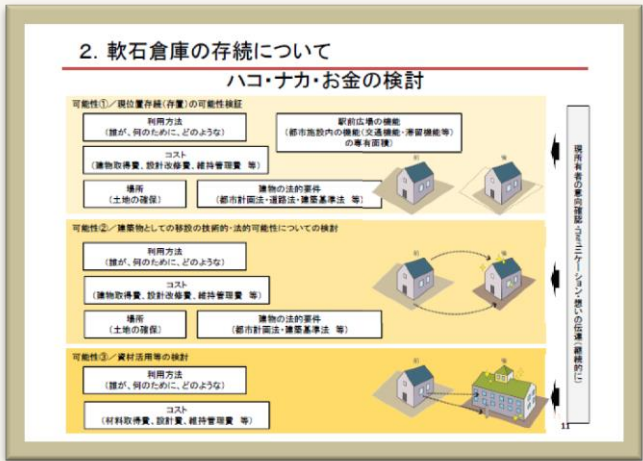 2. 軟石倉庫の存続について
ハコ・ナカ・お金の検討
可能性①/現位置存続(存置)の可能性検証
利用方法
(誰が、何のために、どのような)
駅前広場の機能
(都市施設内の機能(交通機能・滞留機能等)
の専有面積)
コスト
(建物取得費、設計改修費、維持管理費 等)
場所
(土地の確保)
建物の法的要件
(都市計画法・道路法・建築基準法 等)
前
後
可能性②/建築物としての移設の技術的・法的可能性についての検討
利用方法
(誰が、何のために、どのような)
コスト
(建物取得費、設計改修費、維持管理費 等)
場所
(土地の確保)
建物の法的要件
(都市計画法・建築基準法 等)
前
後
可能性③/資材活用等の検討
利用方法
(誰が、何のために、どのような)
コスト
(材料取得費、設計費、維持管理費 等)
前
後
現所有者の意向確認・コミュニケーション・想いの伝達(継続的に)
11